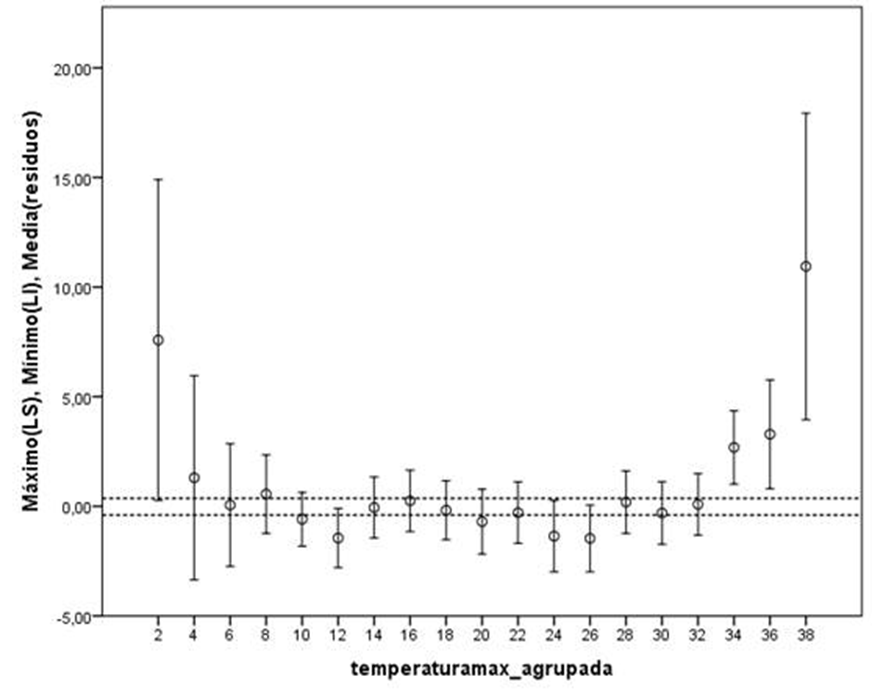 Máximo(LS), Minimo(LI), Media(residuos)
20,00
15,00
10,00
5,00
0,00
-5,00
2 4 6 8 10 12 14 16 18 20 22 24 26 28 30 32 34 36 38
temperaturamax_agrupada